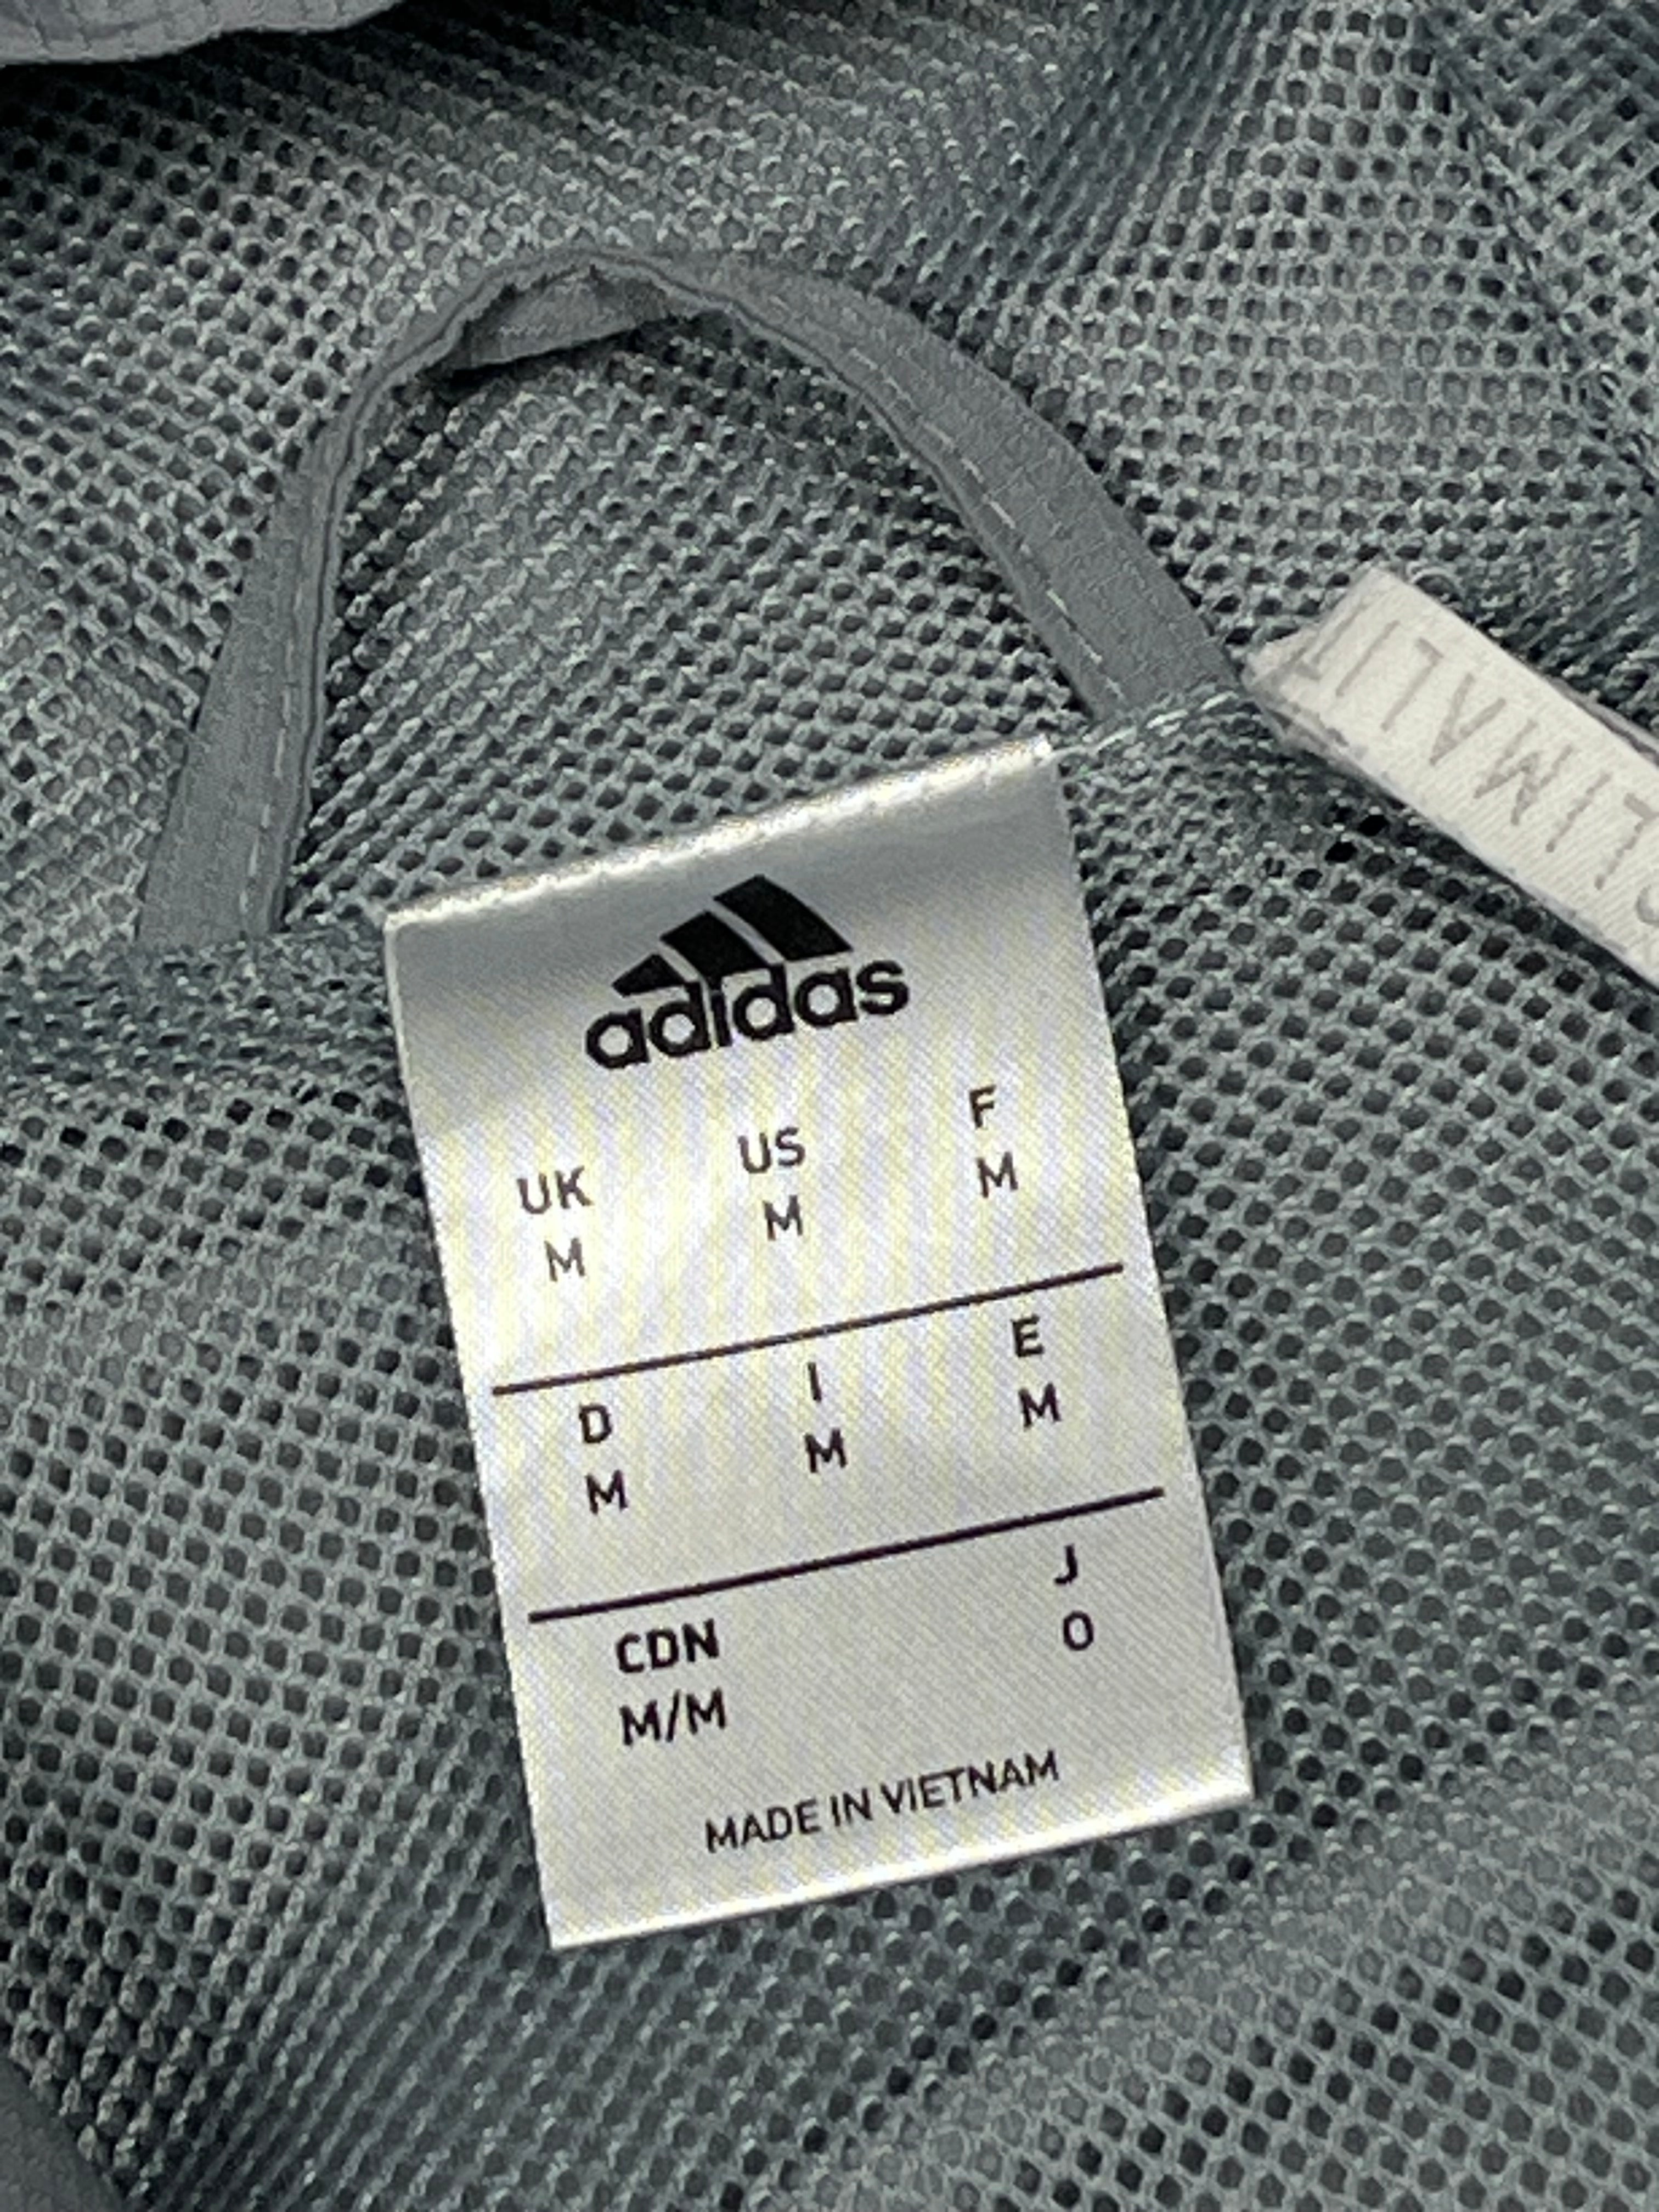 adidas
UK US F
M M M
D I E
M M M
CDN J
M/M O
MADE IN VIETNAM